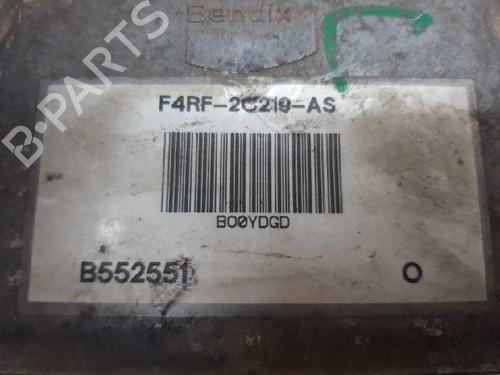 Bendix
F4RF-2C219-AS
B00YDGD
B552551
O
B-PARTS